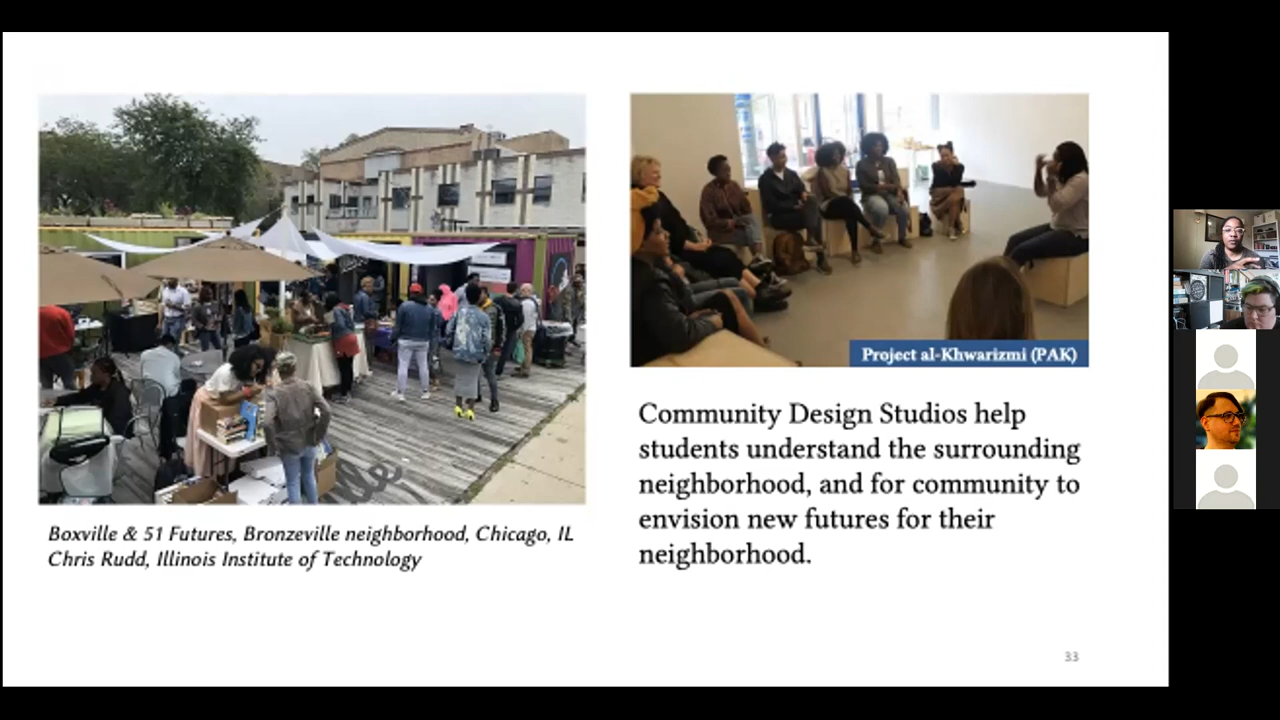 Boxville & 51 Futures, Bronzeville neighborhood, Chicago, IL
Chris Rudd, Illinois Institute of Technology
Project al-Khwarizmi (PAK)
Community Design Studios help
students understand the surrounding
neighborhood, and for community to
envision new futures for their
neighborhood.
33